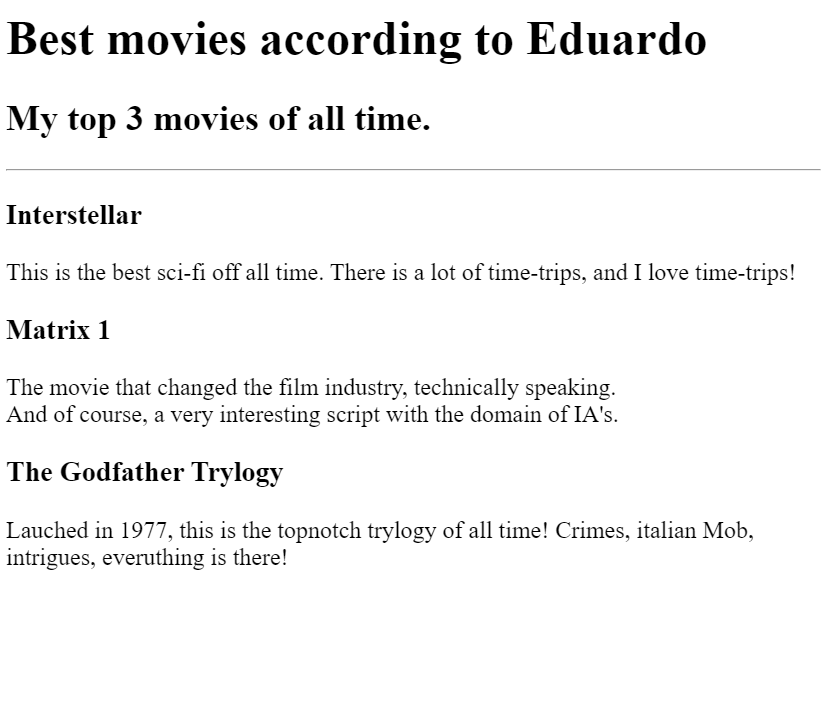 Best movies according to Eduardo
My top 3 movies of all time.
Interstellar
This is the best sci-fi off all time. There is a lot of time-trips, and I love time-trips!
Matrix 1
The movie that changed the film industry, technically speaking.
And of course, a very interesting script with the domain of IA's.
The Godfather Trylogy
Lauched in 1977, this is the topnotch trylogy of all time! Crimes, italian Mob,
intrigues, everuthing is there!